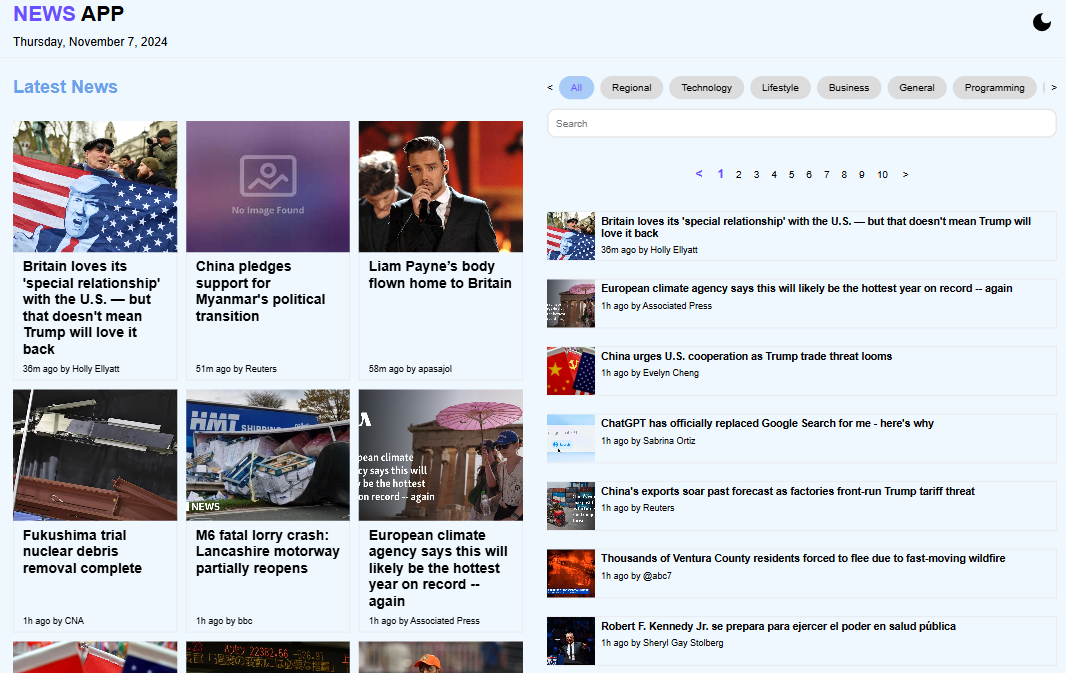 NEWS APP
Thursday, November 7, 2024
Latest News
No Image Found
Britain loves its
'special relationship'
with the U.S. — but
that doesn't mean
Trump will love it
back
36m ago by Holly Ellyatt
China pledges
support for
Myanmar's political
transition
51m ago by Reuters
Liam Payne’s body
flown home to Britain
58m ago by apasajol
HMT SHIPPING
NEWS
A
pean climate
cy says this will
y be the hottest
on record -- again
Fukushima trial
nuclear debris
removal complete
1h ago by CNA
M6 fatal lorry crash:
Lancashire motorway
partially reopens
1h ago by bbc
European climate
agency says this will
likely be the hottest
year on record --
again
1h ago by Associated Press
< All Regional Technology Lifestyle Business General Programming >
Search
< 1 2 3 4 5 6 7 8 9 10 >
Britain loves its 'special relationship' with the U.S. — but that doesn't mean Trump will
love it back
36m ago by Holly Ellyatt
European climate agency says this will likely be the hottest year on record -- again
1h ago by Associated Press
China urges U.S. cooperation as Trump trade threat looms
1h ago by Evelyn Cheng
ChatGPT has officially replaced Google Search for me - here's why
1h ago by Sabrina Ortiz
China's exports soar past forecast as factories front-run Trump tariff threat
1h ago by Reuters
Thousands of Ventura County residents forced to flee due to fast-moving wildfire
1h ago by @abc7
Robert F. Kennedy Jr. se prepara para ejercer el poder en salud pública
1h ago by Sheryl Gay Stolberg